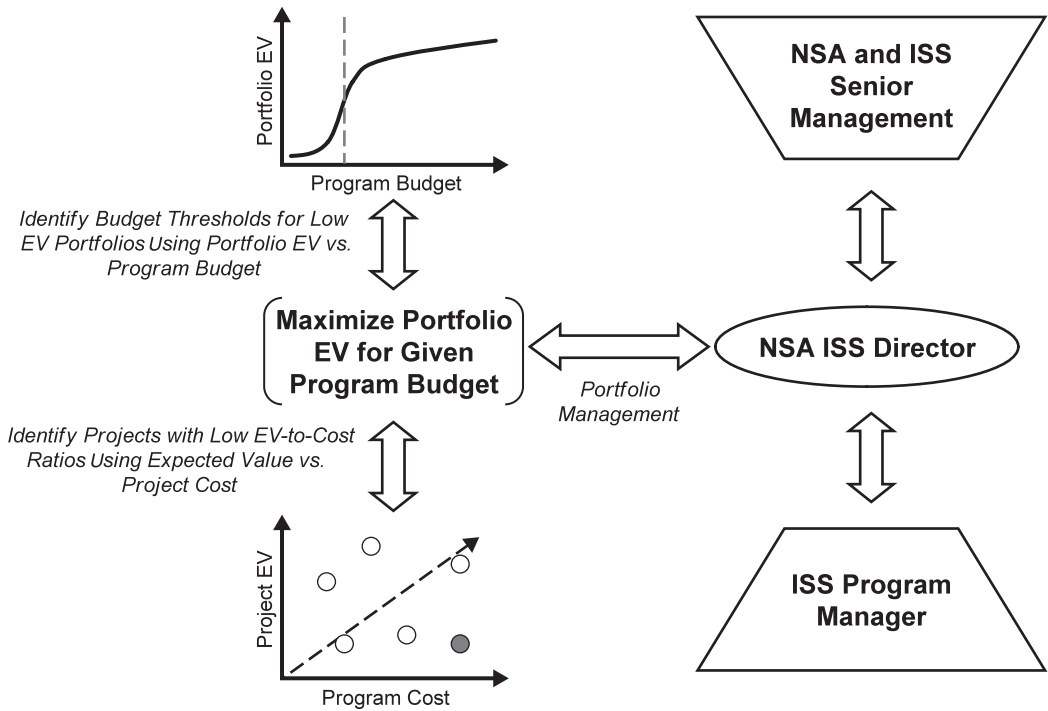 Portfolio EV
Program Budget
NSA and ISS
Senior
Management
Identify Budget Thresholds for Low
EV Portfolios Using Portfolio EV vs.
Program Budget
Maximize Portfolio
EV for Given
Program Budget
Portfolio
Management
NSA ISS Director
Identify Projects with Low EV-to-Cost
Ratios Using Expected Value vs.
Project Cost
Project EV
Program Cost
ISS Program
Manager